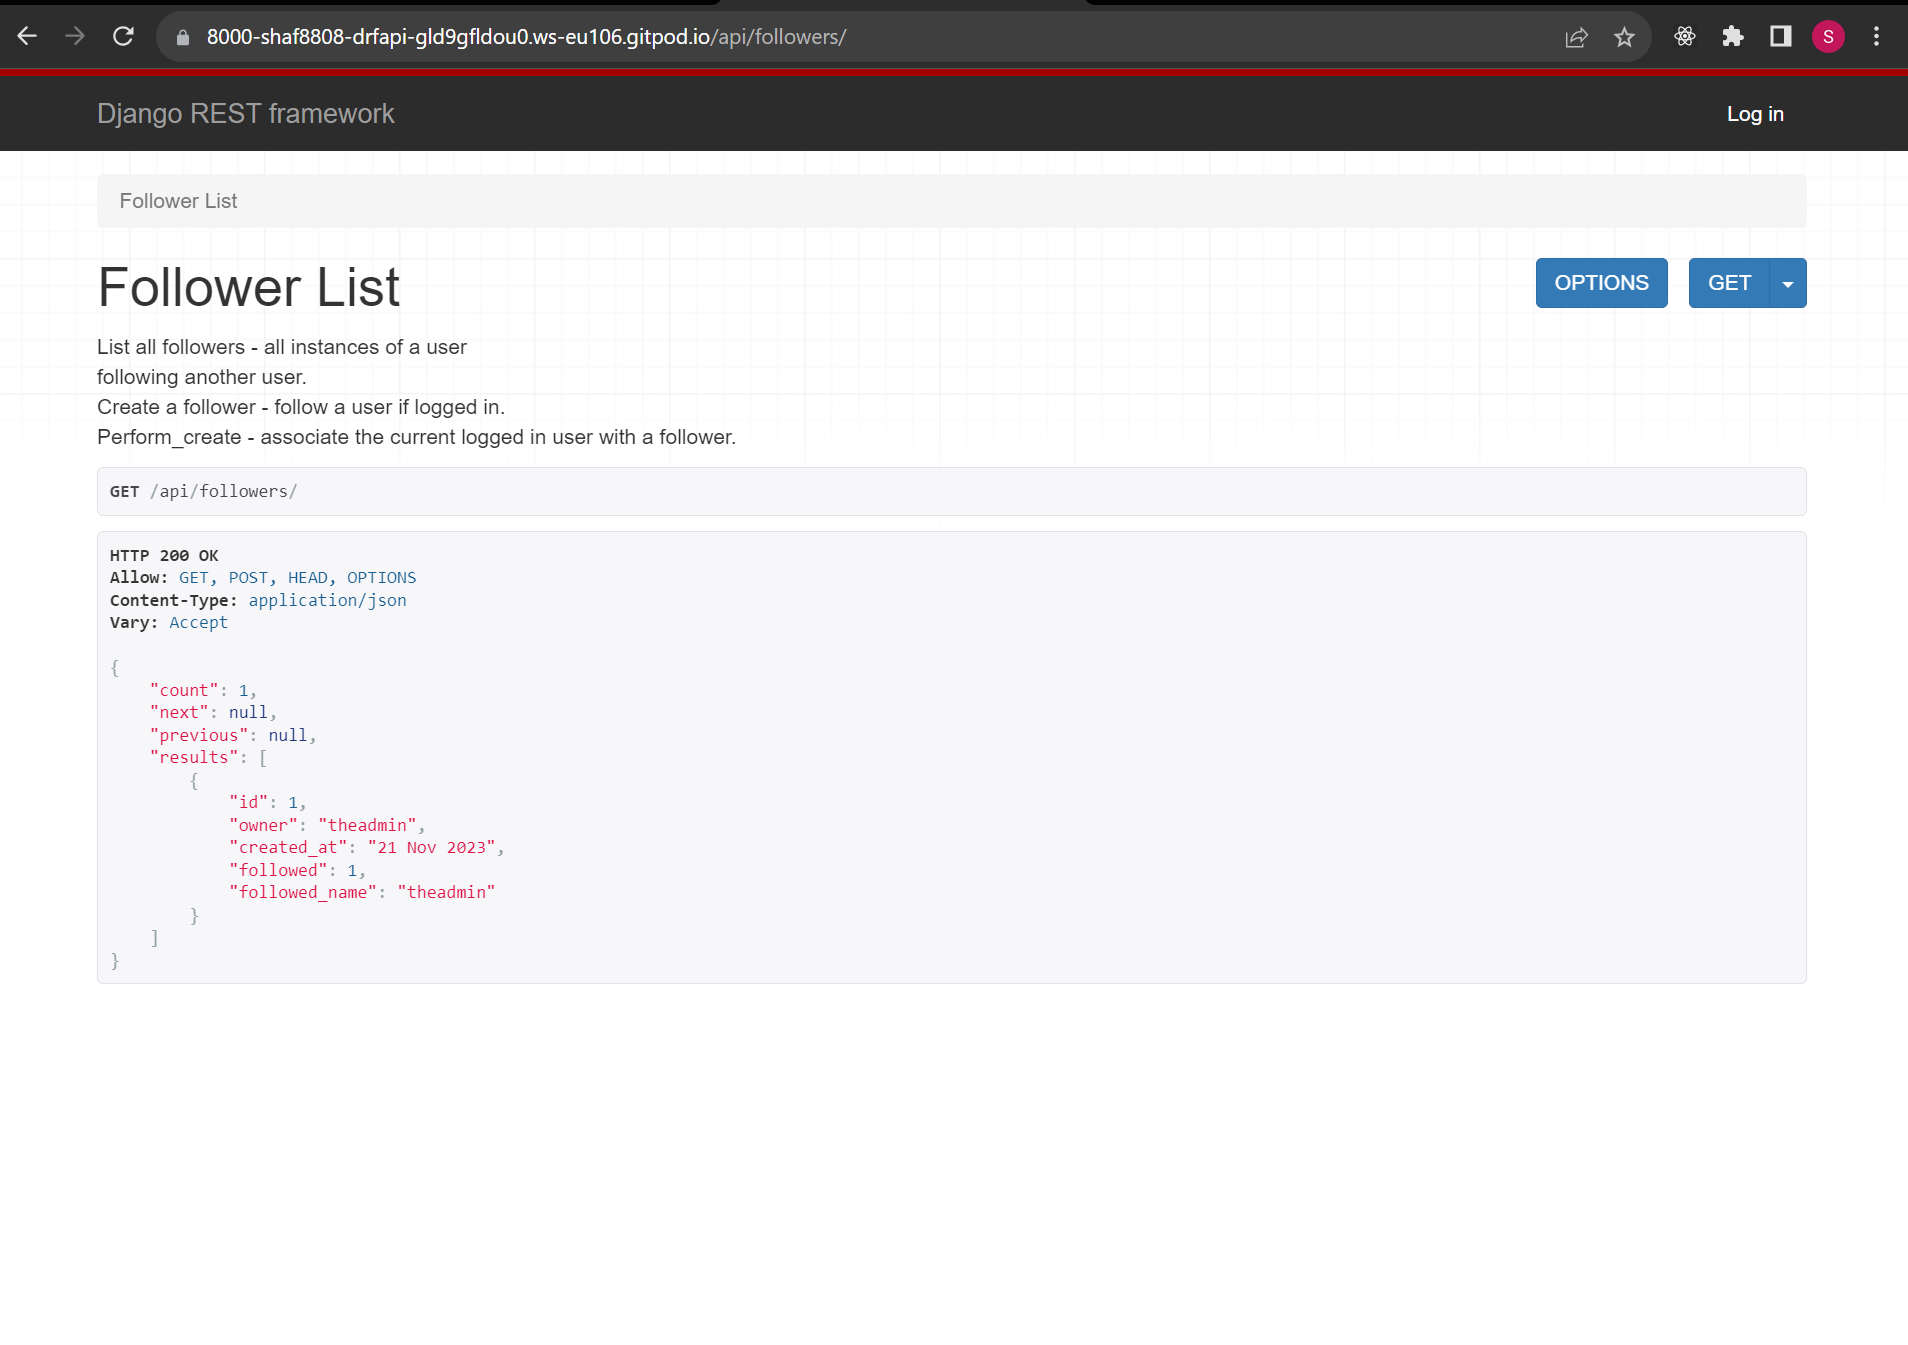 8000-shaf8808-drfapi-gld9gfldou0.ws-eu106.gitpod.io/api/followers/
S
Django REST framework
Log in
Follower List
Follower List
OPTIONS
GET
List all followers - all instances of a user
following another user.
Create a follower - follow a user if logged in.
Perform_create - associate the current logged in user with a follower.
GET /api/followers/
HTTP 200 OK
Allow: GET, POST, HEAD, OPTIONS
Content-Type: application/json
Vary: Accept
{
    "count": 1,
    "next": null,
    "previous": null,
    "results": [
        {
            "id": 1,
            "owner": "theadmin",
            "created_at": "21 Nov 2023",
            "followed": 1,
            "followed_name": "theadmin"
        }
    ]
}